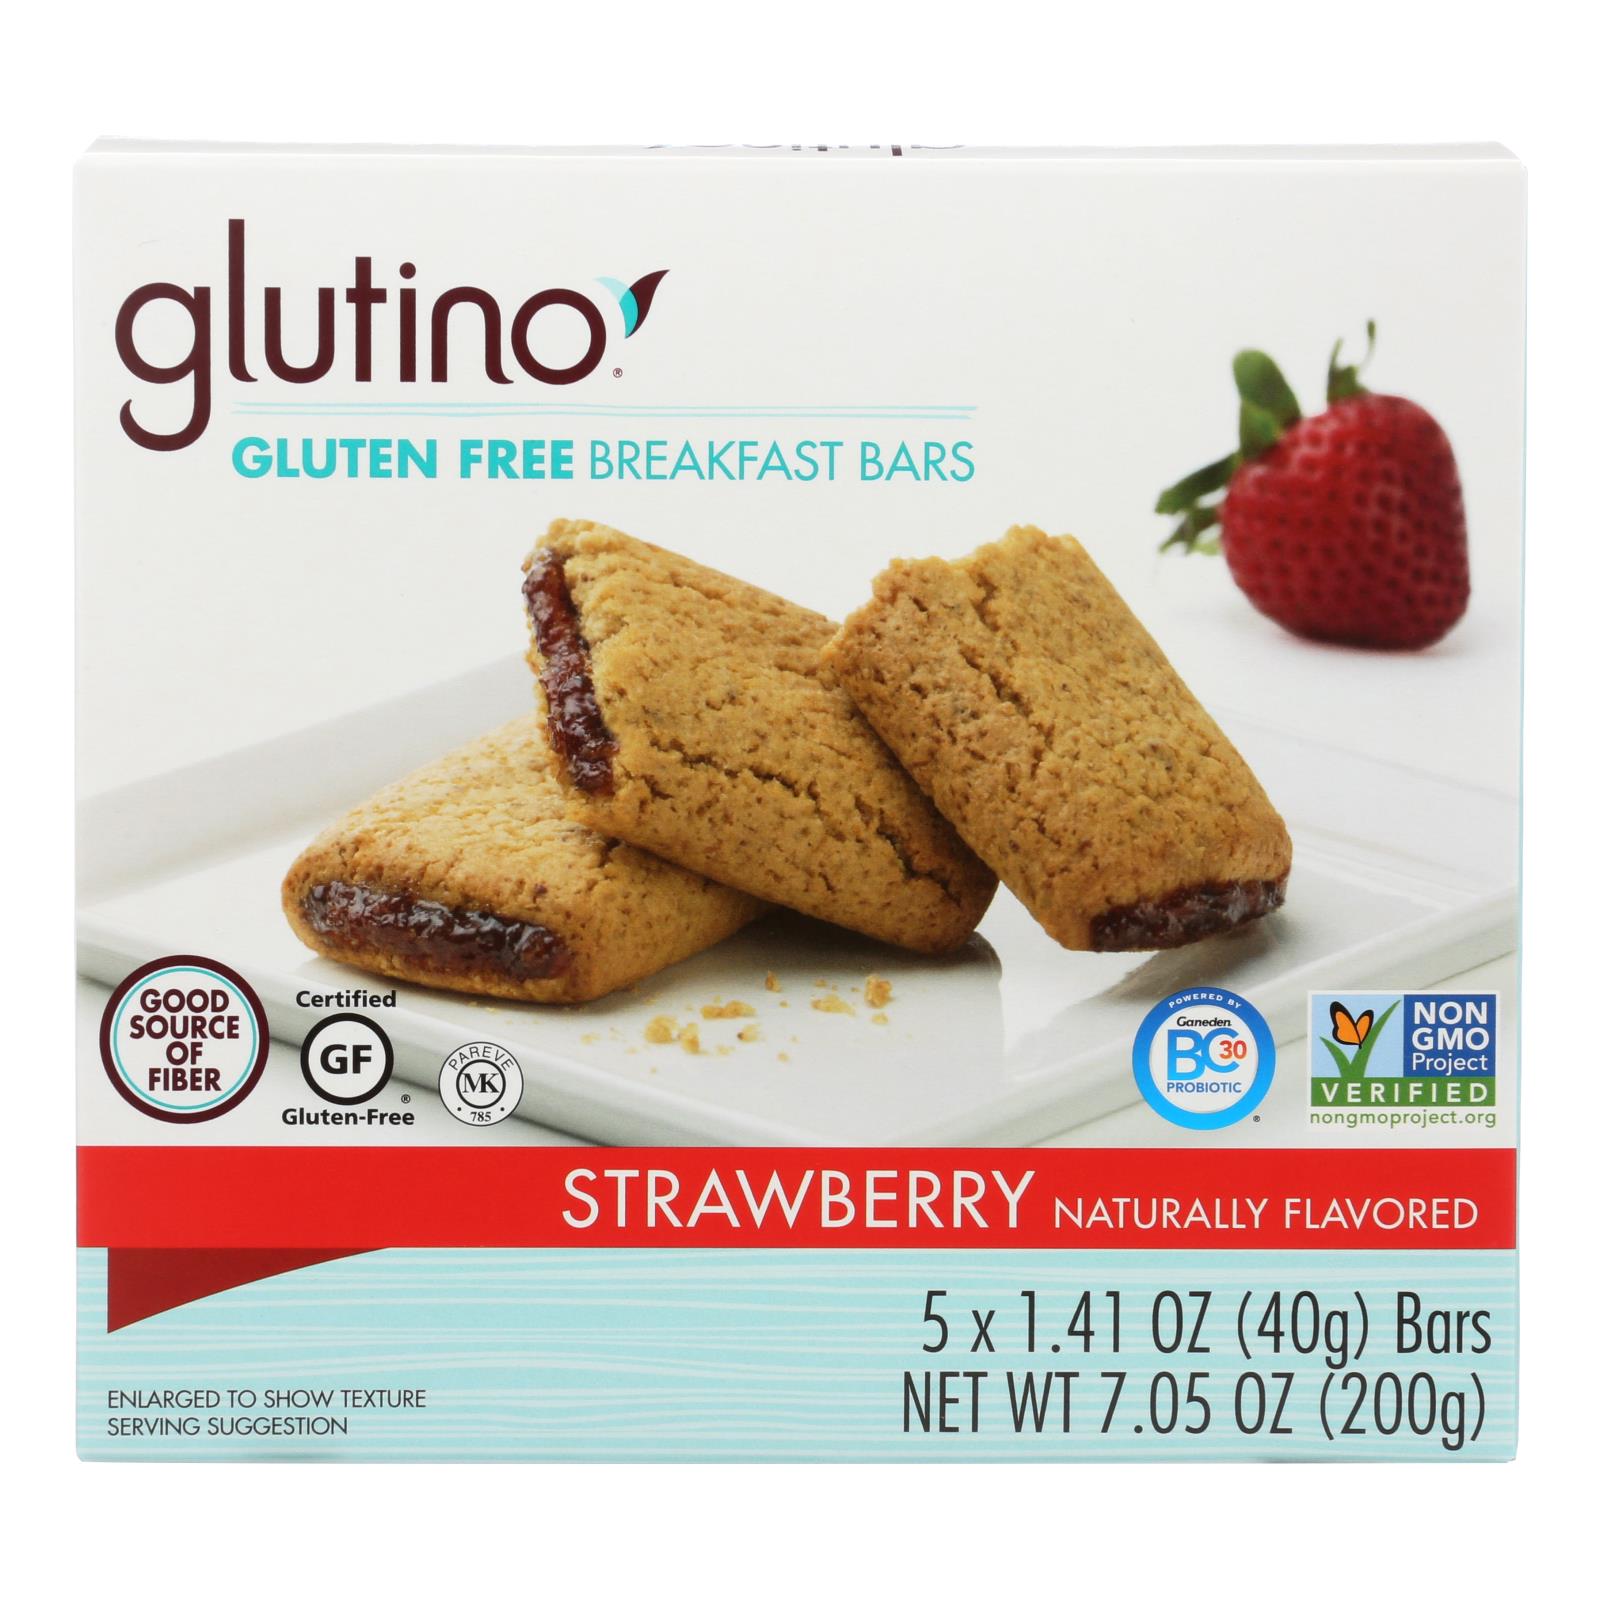 glutino®
GLUTEN FREE BREAKFAST BARS
GOOD
SOURCE
OF
FIBER
Certified
GF
®
Gluten-Free
PAREVE
MK
785
POWERED BY
Ganeden
BC30
PROBIOTIC
®
NON
GMO
Project
VERIFIED
nongmoproject.org
STRAWBERRY NATURALLY FLAVORED
5 x 1.41 OZ (40g) Bars
NET WT 7.05 OZ (200g)
ENLARGED TO SHOW TEXTURE
SERVING SUGGESTION